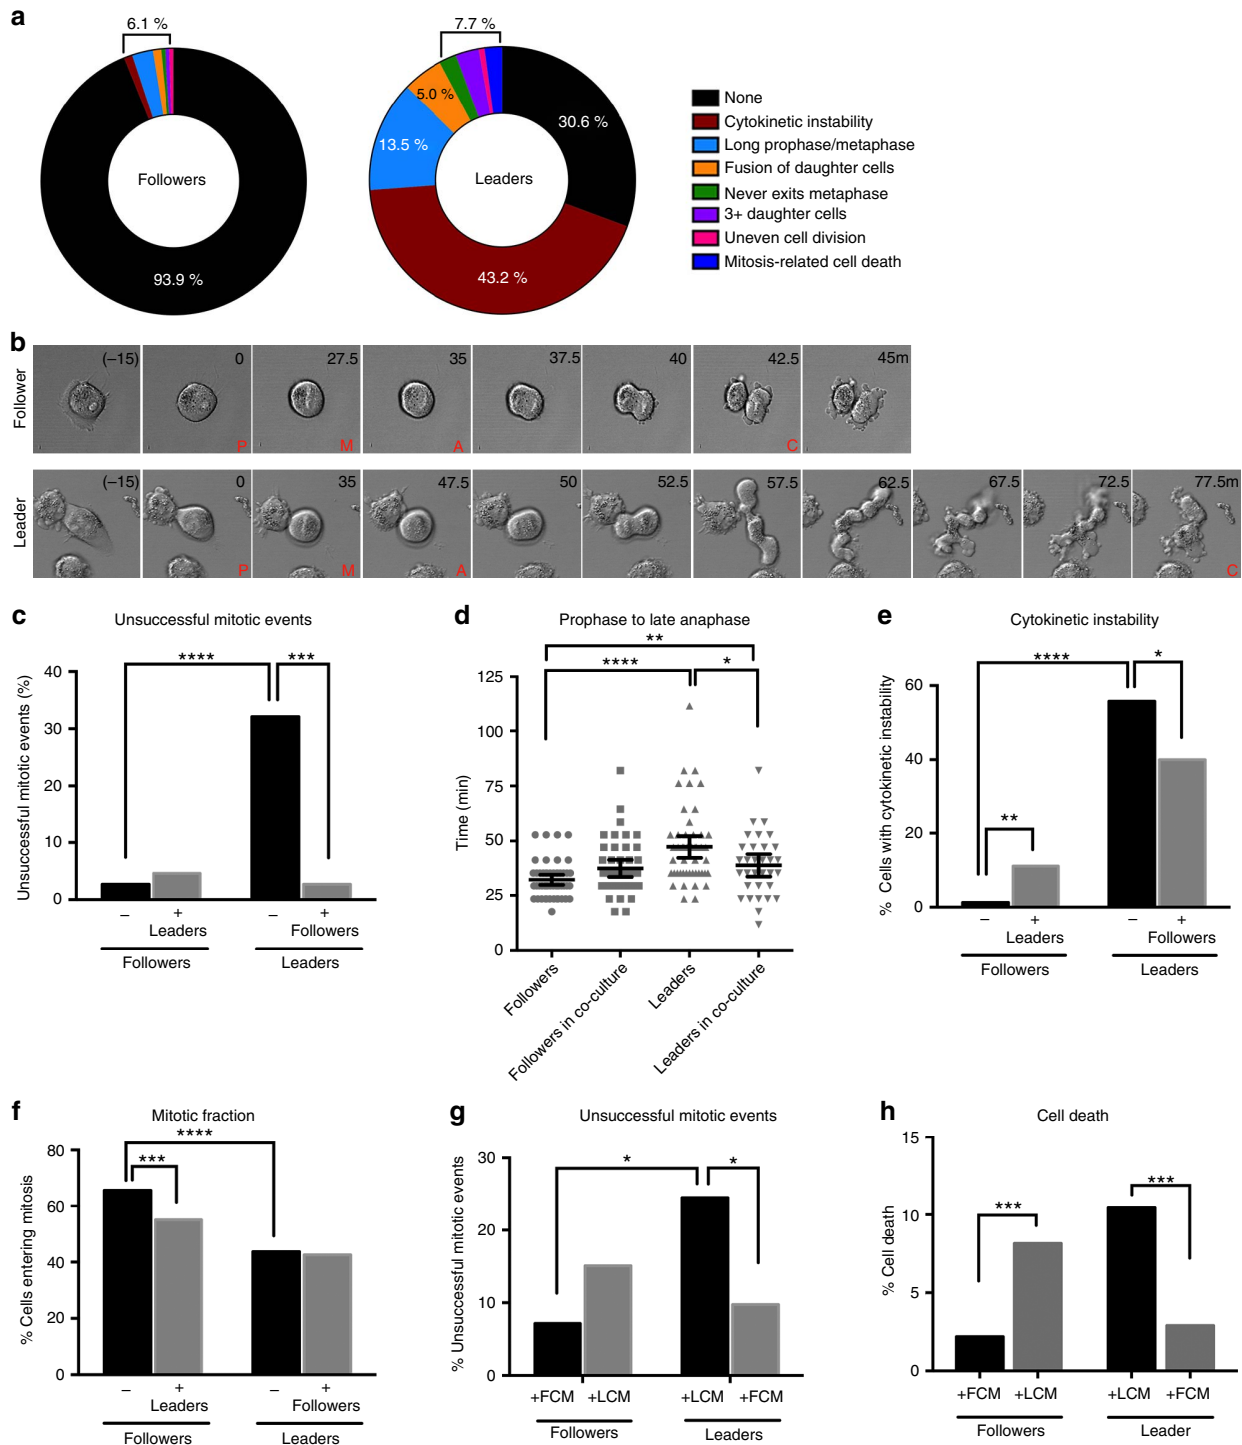 a
6.1 %
7.7 %
5.0 %
30.6 %
13.5 %
Followers
Leaders
93.9 %
43.2 %
None
Cytokinetic instability
Long prophase/metaphase
Fusion of daughter cells
Never exits metaphase
3+ daughter cells
Uneven cell division
Mitosis-related cell death
b
Follower
(–15) 0 27.5 35 37.5 40 42.5 45m
P M A C
Leader
(–15) 0 35 47.5 50 52.5 57.5 62.5 67.5 72.5 77.5m
P M A C
c
Unsuccessful mitotic events
Unsuccessful mitotic events (%)
40
30
20
10
0
**** ***
– + – +
Leaders Followers
Followers Leaders
d
Prophase to late anaphase
Time (min)
125
100
75
50
25
0
**
**** *
Followers
Followers in co-culture
Leaders
Leaders in co-culture
e
Cytokinetic instability
% Cells with cytokinetic instability
60
40
20
0
**** *
**
– + – +
Leaders Followers
Followers Leaders
f
Mitotic fraction
% Cells entering mitosis
80
60
40
20
0
****
***
– + – +
Leaders Followers
Followers Leaders
g
Unsuccessful mitotic events
% Unsuccessful mitotic events
30
20
10
0
* *
+FCM +LCM +LCM +FCM
Followers Leaders
h
Cell death
% Cell death
15
10
5
0
*** ***
+FCM +LCM +LCM +FCM
Followers Leader